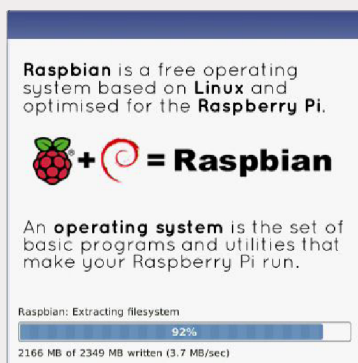 Raspbian is a free operating
system based on Linux and
optimised for the Raspberry Pi.
+ = Raspbian
An operating system is the set of
basic programs and utilities that
make your Raspberry Pi run.
Raspbian: Extracting filesystem
92%
2166 MB of 2349 MB written (3.7 MB/sec)